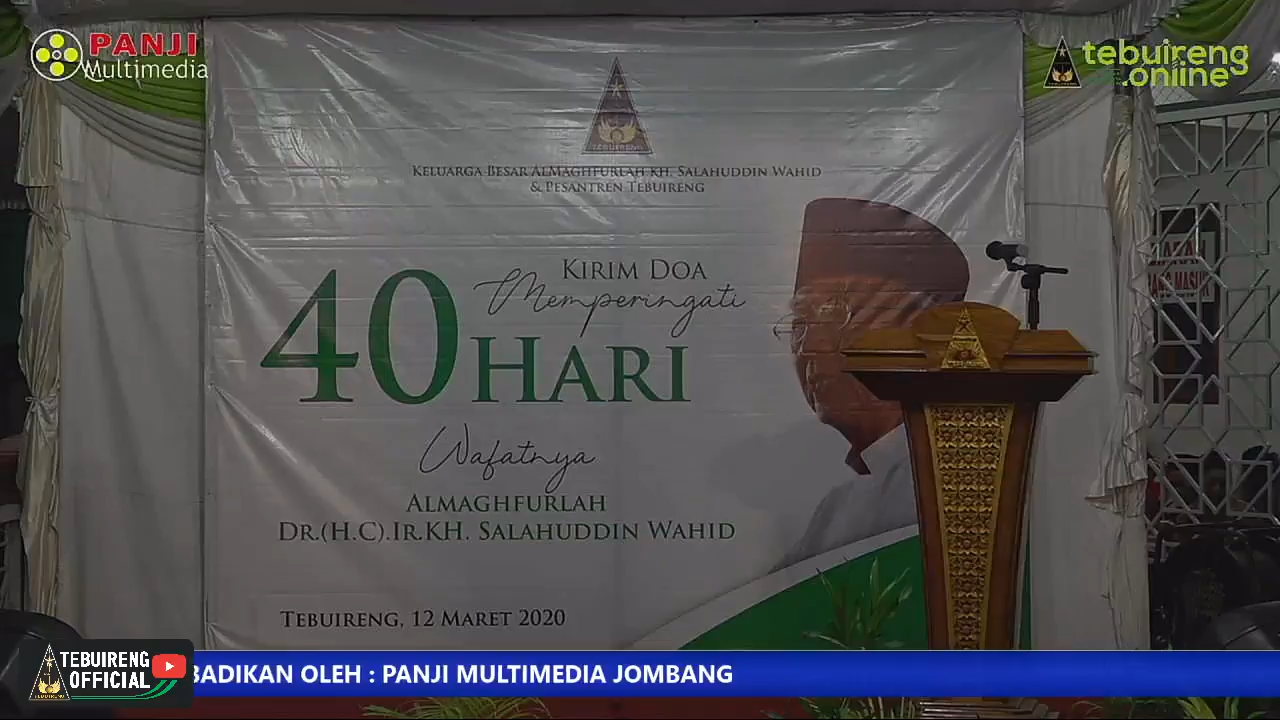 PANJI
Multimedia
tebuireng
.online
TEBUIRENG
KELUARGA BESAR ALMAGHFURLAH KH. SALAHUDDIN WAHID
& PESANTREN TEBUIRENG
KIRIM DOA
Memperingati
40 HARI
Wafatnya
ALMAGHFURLAH
DR.(H.C).IR.KH. SALAHUDDIN WAHID
TEBUIRENG, 12 MARET 2020
TEBUIRENG
OFFICIAL
BADIKAN OLEH : PANJI MULTIMEDIA JOMBANG